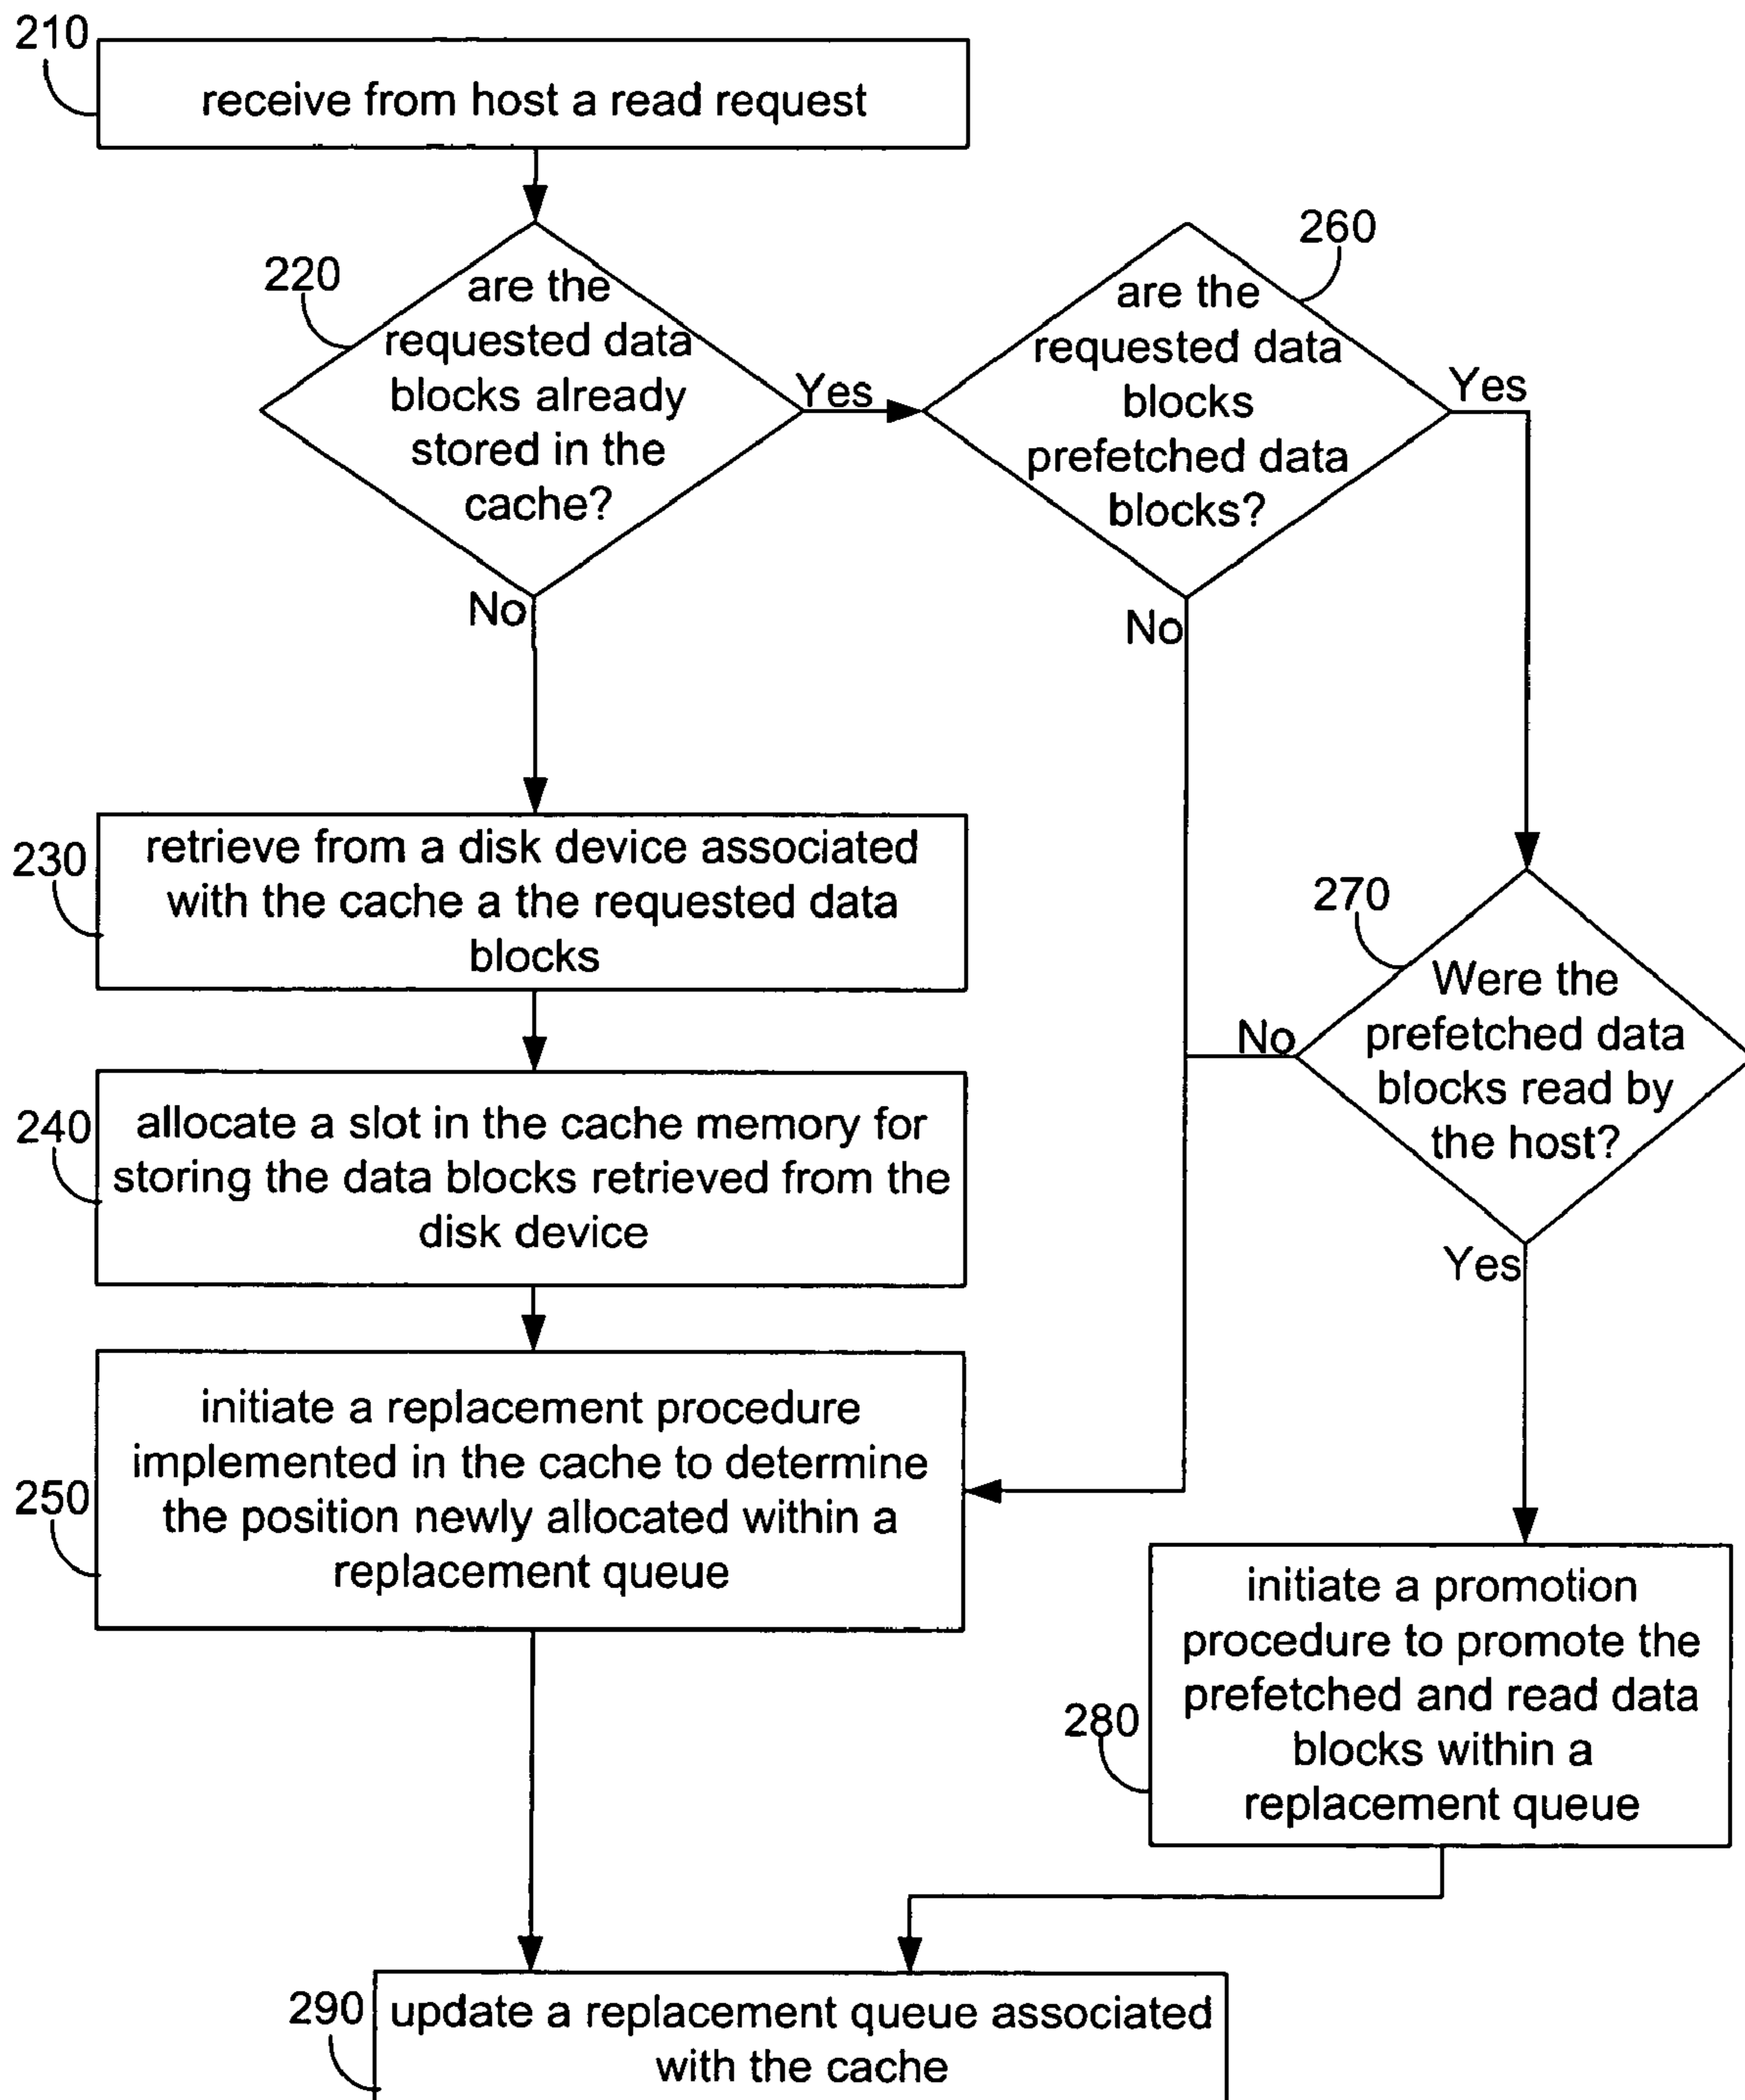 210
receive from host a read request
220
are the
requested data
blocks already
stored in the
cache?
Yes
No
260
are the
requested data
blocks
prefetched data
blocks?
Yes
No
230
retrieve from a disk device associated
with the cache a the requested data
blocks
270
Were the
prefetched data
blocks read by
the host?
No
Yes
240
allocate a slot in the cache memory for
storing the data blocks retrieved from the
disk device
250
initiate a replacement procedure
implemented in the cache to determine
the position newly allocated within a
replacement queue
280
initiate a promotion
procedure to promote the
prefetched and read data
blocks within a
replacement queue
290
update a replacement queue associated
with the cache